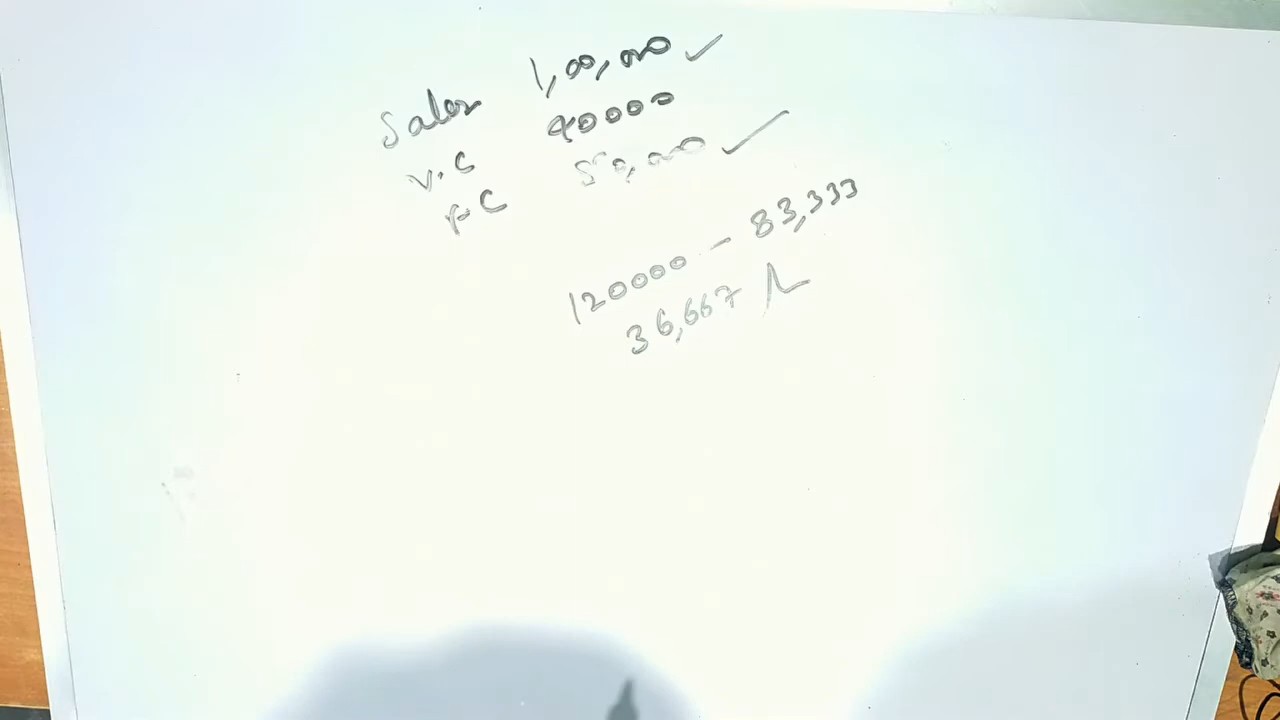 Sales 1,00,000 ✓
V.C 40000
F.C 50,000 ✓
120000 - 83,333
36,667